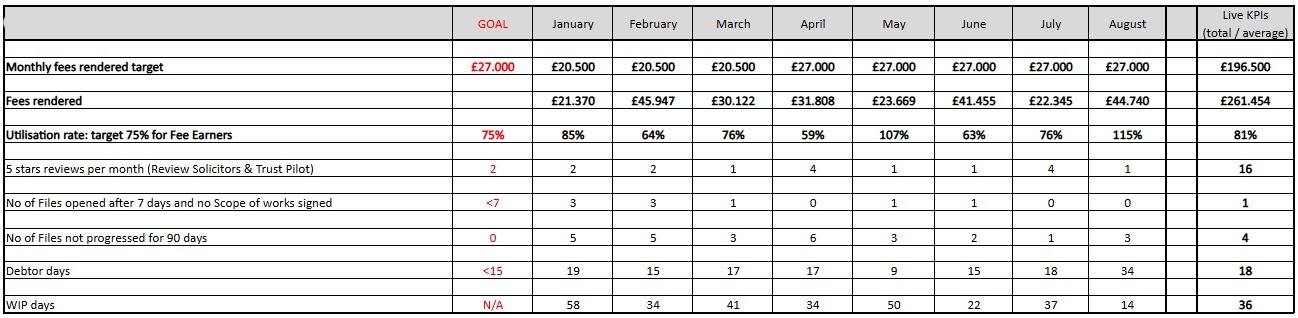 GOAL January February March April May June July August Live KPIs (total / average)
Monthly fees rendered target £27.000 £20.500 £20.500 £20.500 £27.000 £27.000 £27.000 £27.000 £27.000 £196.500
Fees rendered £21.370 £45.947 £30.122 £31.808 £23.669 £41.455 £22.345 £44.740 £261.454
Utilisation rate: target 75% for Fee Earners 75% 85% 64% 76% 59% 107% 63% 76% 115% 81%
5 stars reviews per month (Review Solicitors & Trust Pilot) 2 2 2 1 4 1 1 4 1 16
No of Files opened after 7 days and no Scope of works signed <7 3 3 1 0 1 1 0 0 1
No of Files not progressed for 90 days 0 5 5 3 6 3 2 1 3 4
Debtor days <15 19 15 17 17 9 15 18 34 18
WIP days N/A 58 34 41 34 50 22 37 14 36